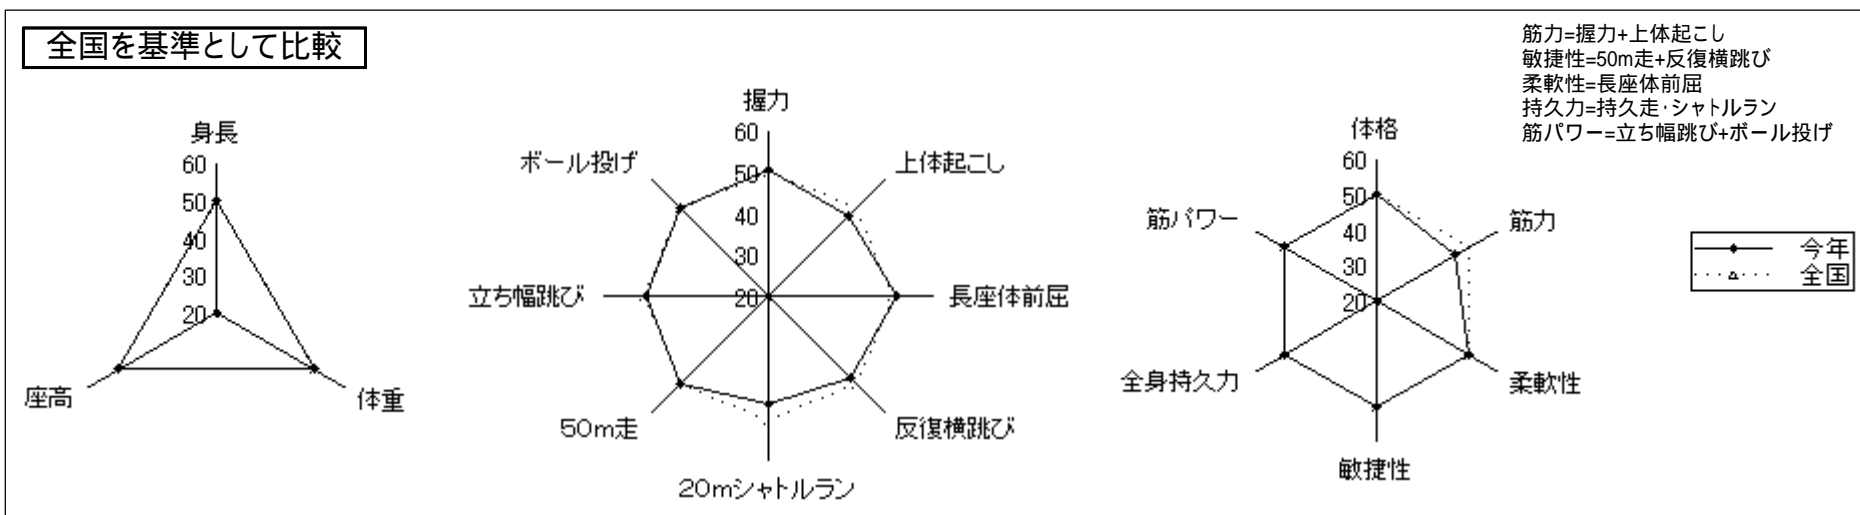 全国を基準として比較
筋力=握力+上体起こし
敏捷性=50m走+反復横跳び
柔軟性=長座体前屈
持久力=持久走・シャトルラン
筋パワー=立ち幅跳び+ボール投げ
身長
60
50
40
30
20
座高
体重
握力
60
50
40
30
20
ボール投げ
上体起こし
立ち幅跳び
長座体前屈
50m走
反復横跳び
20mシャトルラン
体格
60
50
40
30
20
筋パワー
筋力
全身持久力
柔軟性
敏捷性
今年
全国